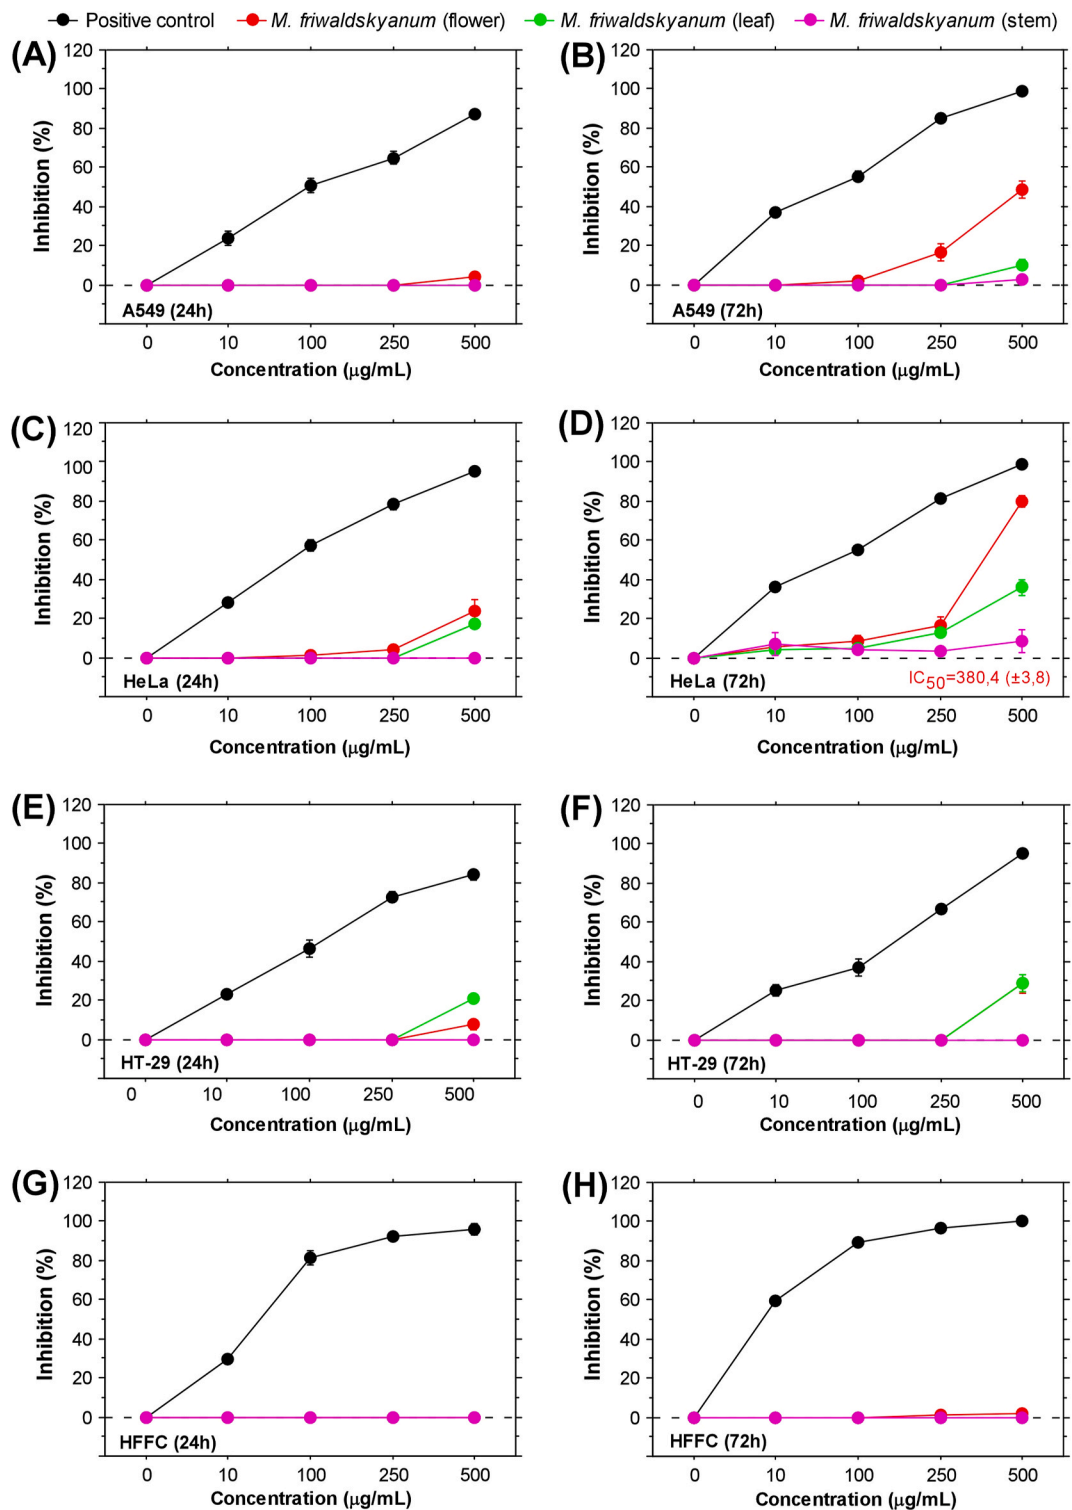 Positive control M. friwaldskyanum (flower) M. friwaldskyanum (leaf) M. friwaldskyanum (stem)
(A)
120
100
80
60
40
20
0
Inhibition (%)
A549 (24h)
0 10 100 250 500
Concentration (μg/mL)
(B)
120
100
80
60
40
20
0
Inhibition (%)
A549 (72h)
0 10 100 250 500
Concentration (μg/mL)
(C)
120
100
80
60
40
20
0
Inhibition (%)
HeLa (24h)
0 10 100 250 500
Concentration (μg/mL)
(D)
120
100
80
60
40
20
0
Inhibition (%)
HeLa (72h)
IC50=380,4 (±3,8)
0 10 100 250 500
Concentration (μg/mL)
(E)
120
100
80
60
40
20
0
Inhibition (%)
HT-29 (24h)
0 10 100 250 500
Concentration (μg/mL)
(F)
120
100
80
60
40
20
0
Inhibition (%)
HT-29 (72h)
0 10 100 250 500
Concentration (μg/mL)
(G)
120
100
80
60
40
20
0
Inhibition (%)
HFFC (24h)
0 10 100 250 500
Concentration (μg/mL)
(H)
120
100
80
60
40
20
0
Inhibition (%)
HFFC (72h)
0 10 100 250 500
Concentration (μg/mL)